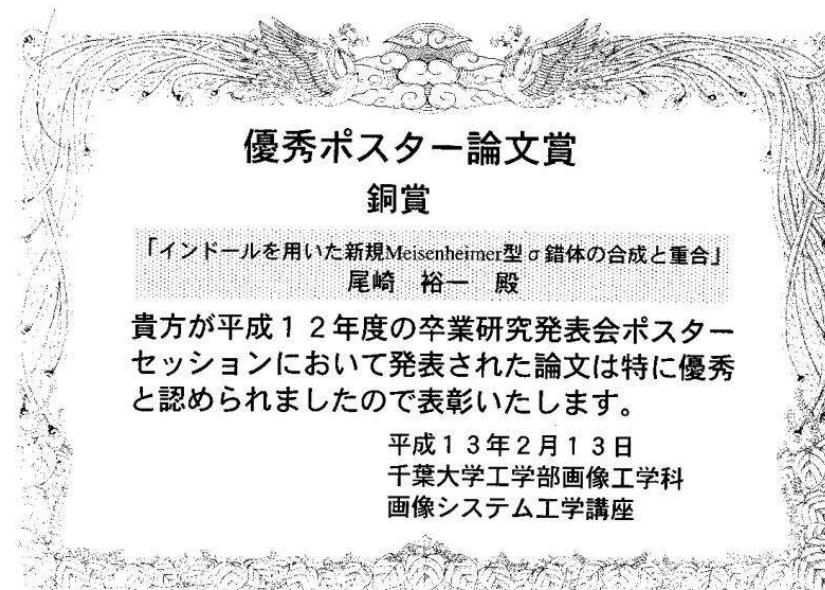 優秀ポスター論文賞
銅賞
「インドールを用いた新規Meisenheimer型σ錯体の合成と重合」
尾崎 裕一 殿
貴方が平成12年度の卒業研究発表会ポスター
セッションにおいて発表された論文は特に優秀
と認められましたので表彰いたします。
平成13年2月13日
千葉大学工学部画像工学科
画像システム工学講座